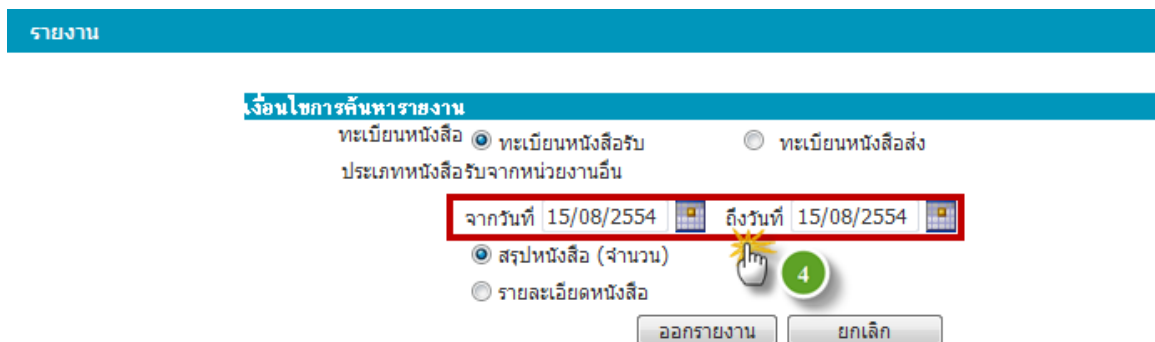 รายงาน
เงื่อนไขการค้นหารายงาน
ทะเบียนหนังสือ ทะเบียนหนังสือรับ ทะเบียนหนังสือส่ง
ประเภทหนังสือ รับจากหน่วยงานอื่น
จากวันที่ 15/08/2554 ถึงวันที่ 15/08/2554
สรุปหนังสือ (จำนวน)
4
รายละเอียดหนังสือ
ออกรายงาน ยกเลิก